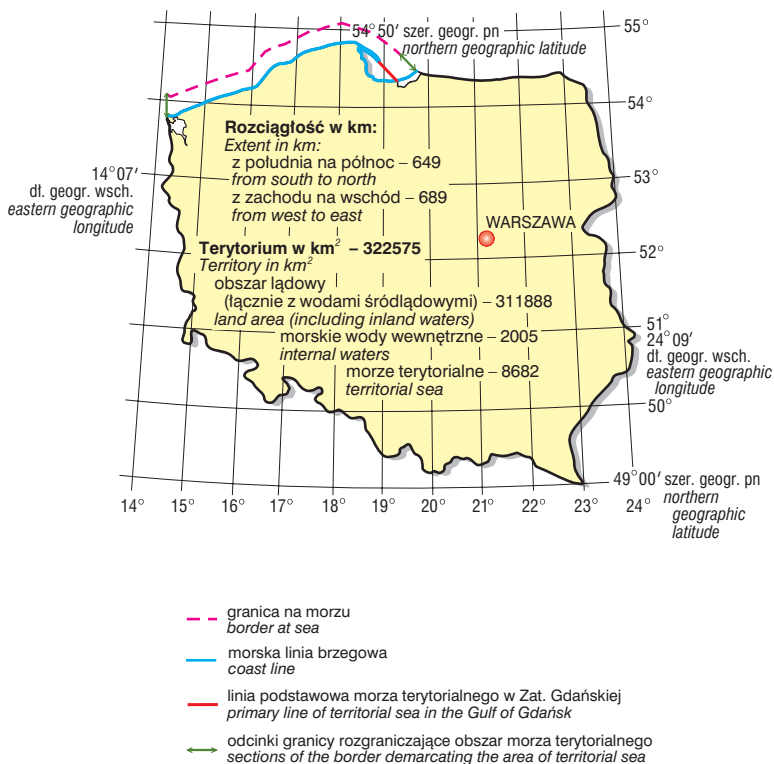 54°50′ szer. geogr. pn
northern geographic latitude
55°
54°
53°
52°
51°
50°
14°07′
dł. geogr. wsch.
eastern geographic
longitude
Rozciągłość w km:
Extent in km:
z południa na północ – 649
from south to north
z zachodu na wschód – 689
from west to east
WARSZAWA
Terytorium w km² – 322575
Territory in km²
obszar lądowy
(łącznie z wodami śródlądowymi) – 311888
land area (including inland waters)
morskie wody wewnętrzne – 2005
internal waters
morze terytorialne – 8682
territorial sea
24°09′
dł. geogr. wsch.
eastern geographic
longitude
49°00′ szer. geogr. pn
northern
geographic
latitude
14° 15° 16° 17° 18° 19° 20° 21° 22° 23° 24°
granica na morzu
border at sea
morska linia brzegowa
coast line
linia podstawowa morza terytorialnego w Zat. Gdańskiej
primary line of territorial sea in the Gulf of Gdańsk
odcinki granicy rozgraniczające obszar morza terytorialnego
sections of the border demarcating the area of territorial sea